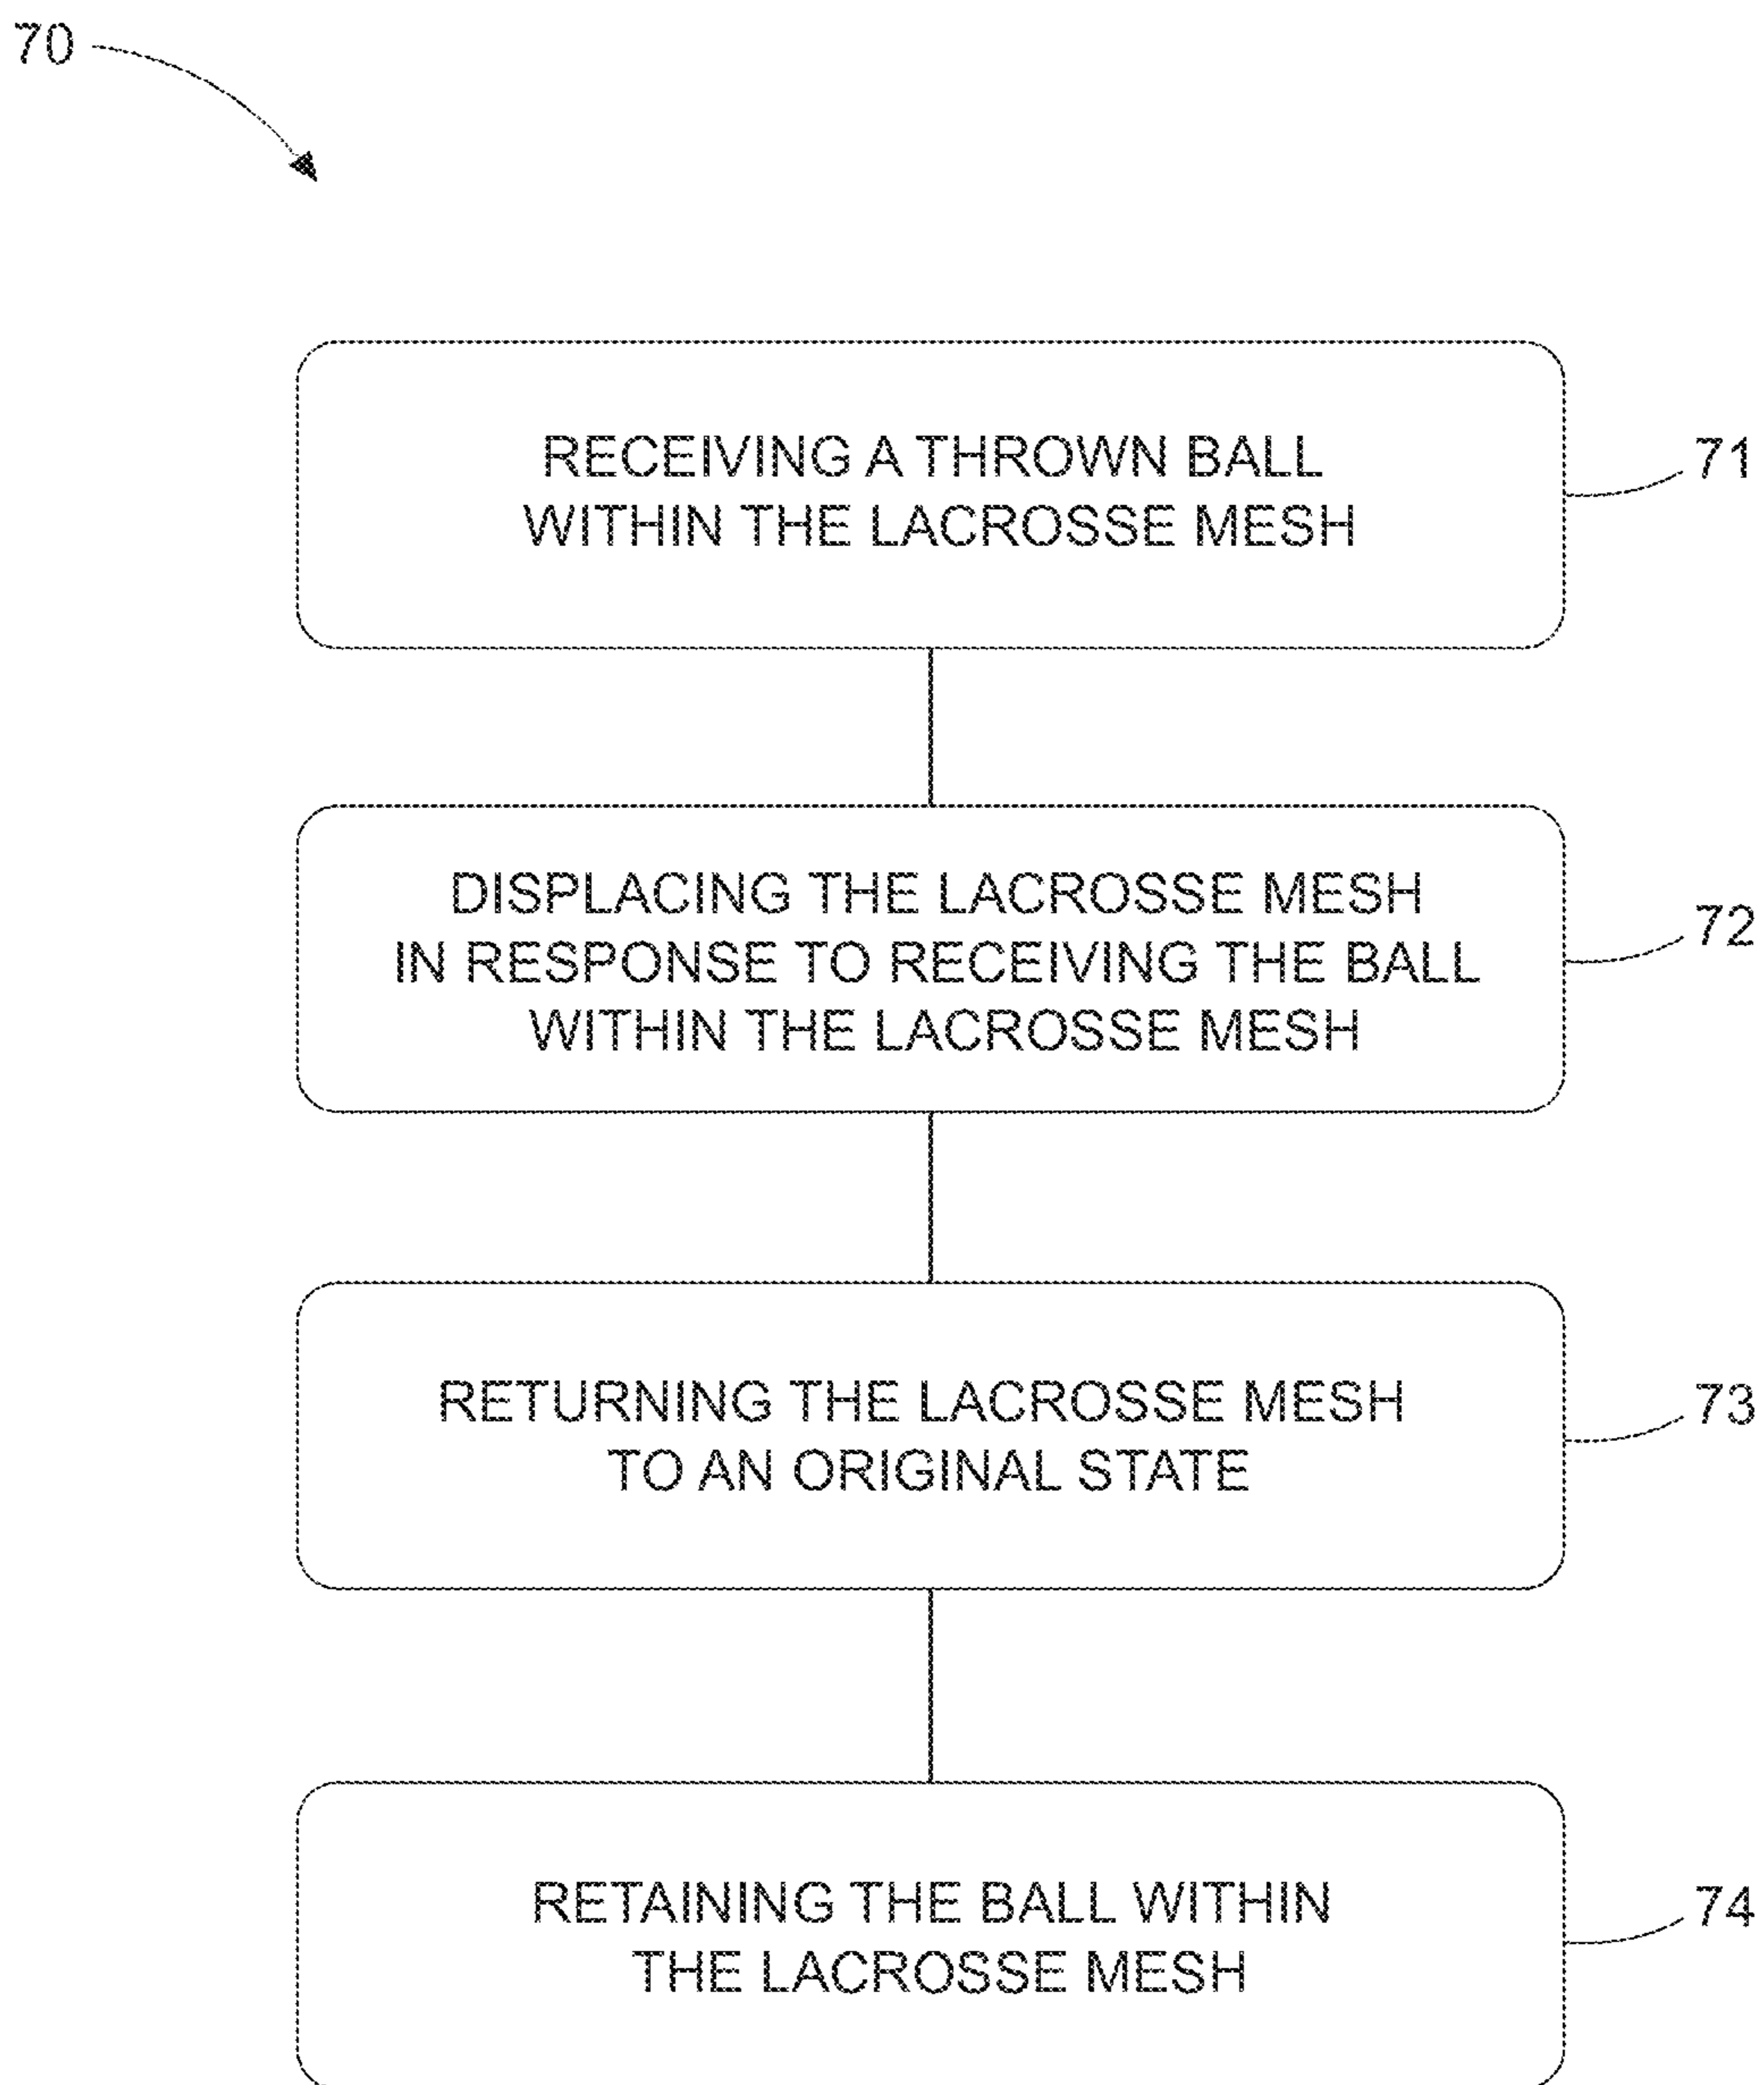 70
RECEIVING A THROWN BALL
WITHIN THE LACROSSE MESH
71
DISPLACING THE LACROSSE MESH
IN RESPONSE TO RECEIVING THE BALL
WITHIN THE LACROSSE MESH
72
RETURNING THE LACROSSE MESH
TO AN ORIGINAL STATE
73
RETAINING THE BALL WITHIN
THE LACROSSE MESH
74